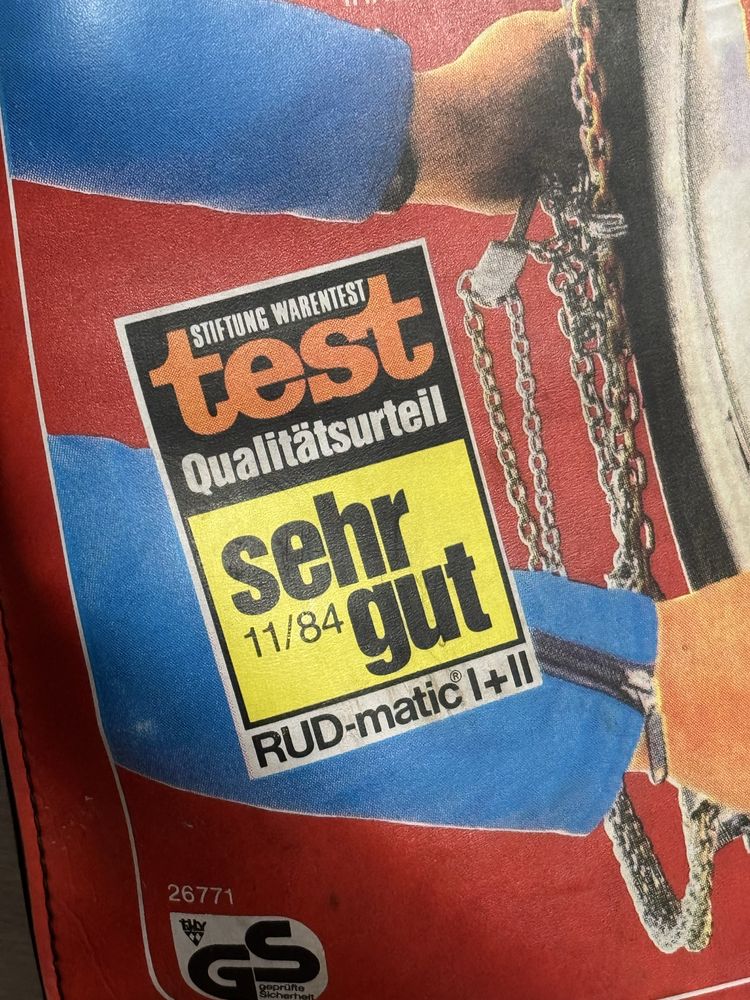 STIFTUNG WARENTEST
test
Qualitätsurteil
sehr
gut
11/84
RUD-matic® I+II
26771
GS
geprüfte
Sicherheit